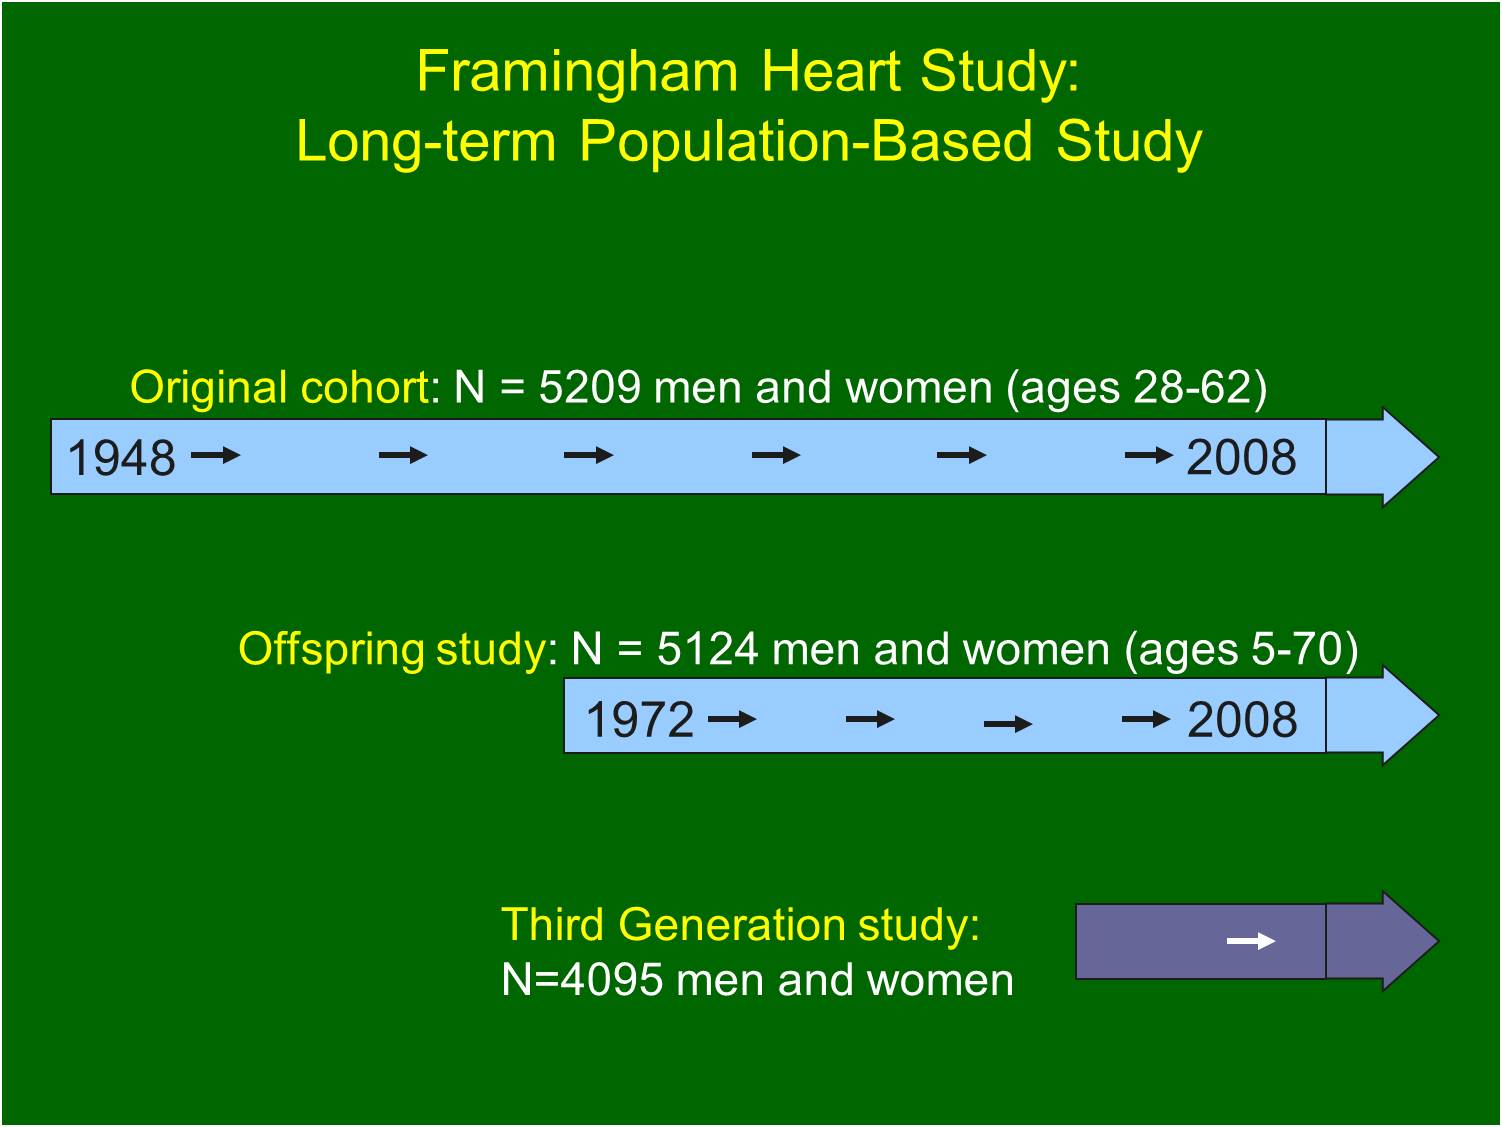 Framingham Heart Study:
Long-term Population-Based Study
Original cohort: N = 5209 men and women (ages 28-62)
1948 2008
Offspring study: N = 5124 men and women (ages 5-70)
1972 2008
Third Generation study:
N=4095 men and women